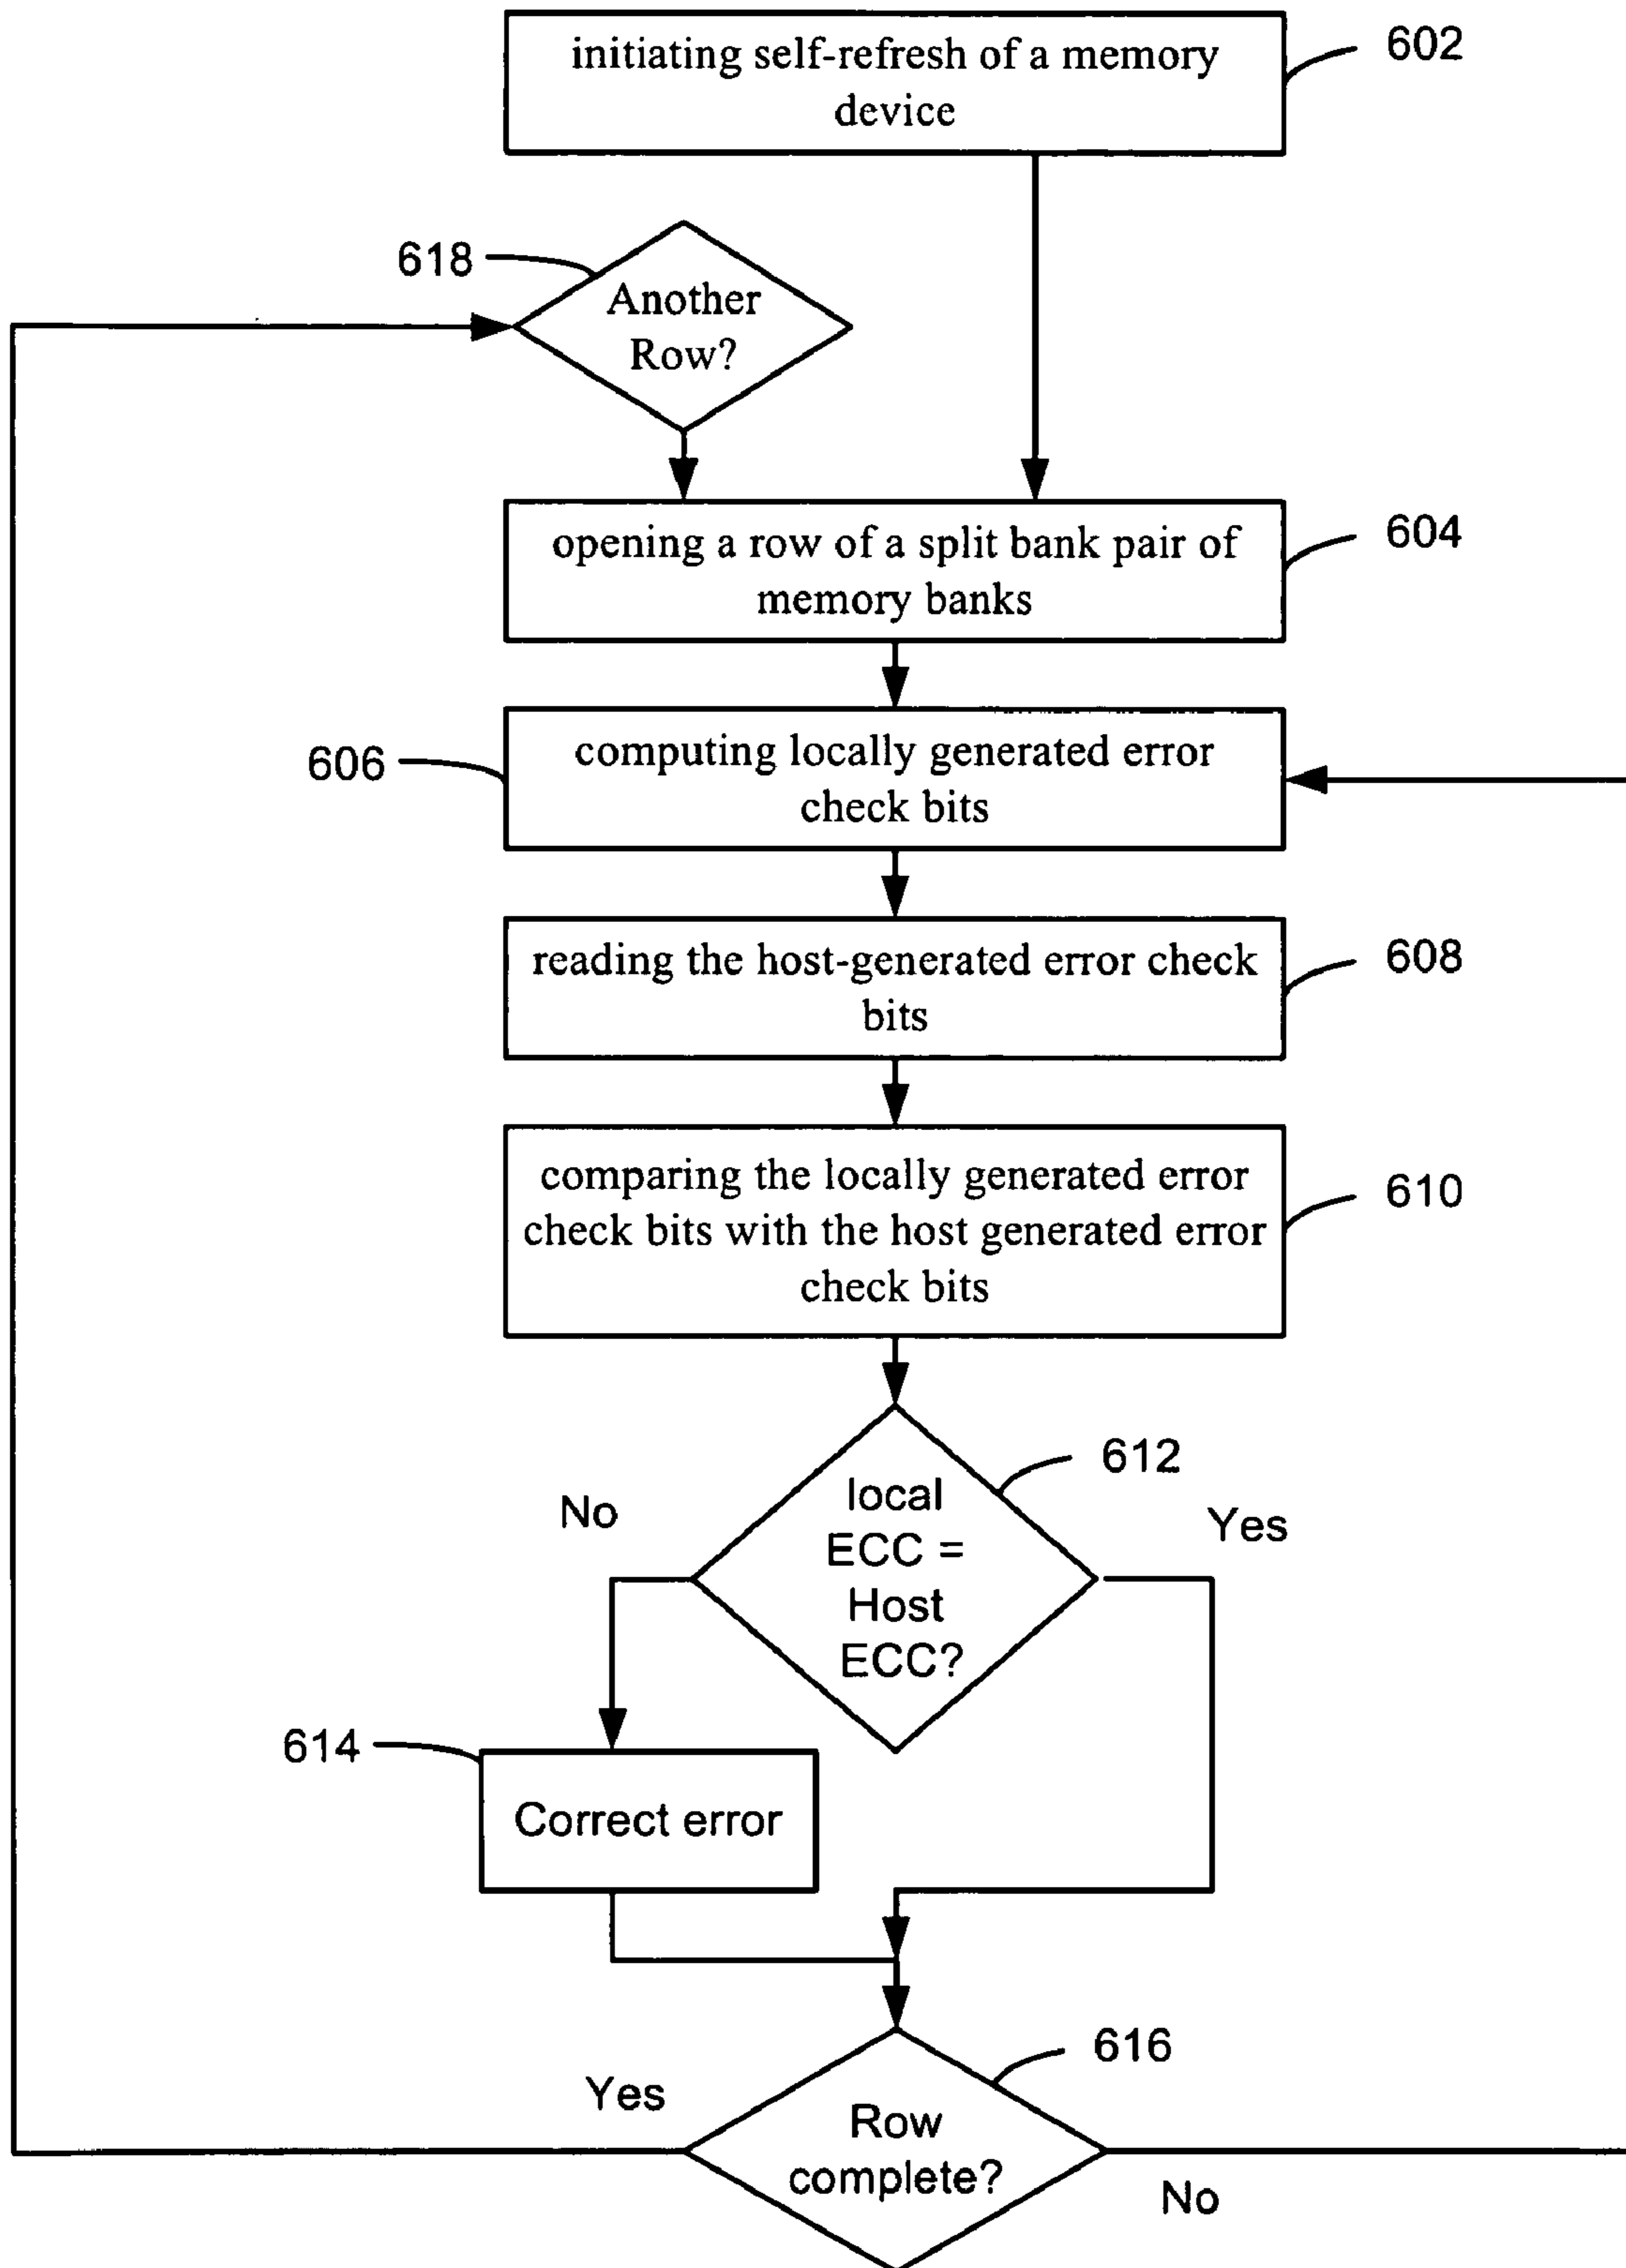 initiating self-refresh of a memory
device
602
618
Another
Row?
opening a row of a split bank pair of
memory banks
604
606
computing locally generated error
check bits
reading the host-generated error check
bits
608
comparing the locally generated error
check bits with the host generated error
check bits
610
612
No
local
ECC =
Host
ECC?
Yes
614
Correct error
616
Yes
Row
complete?
No